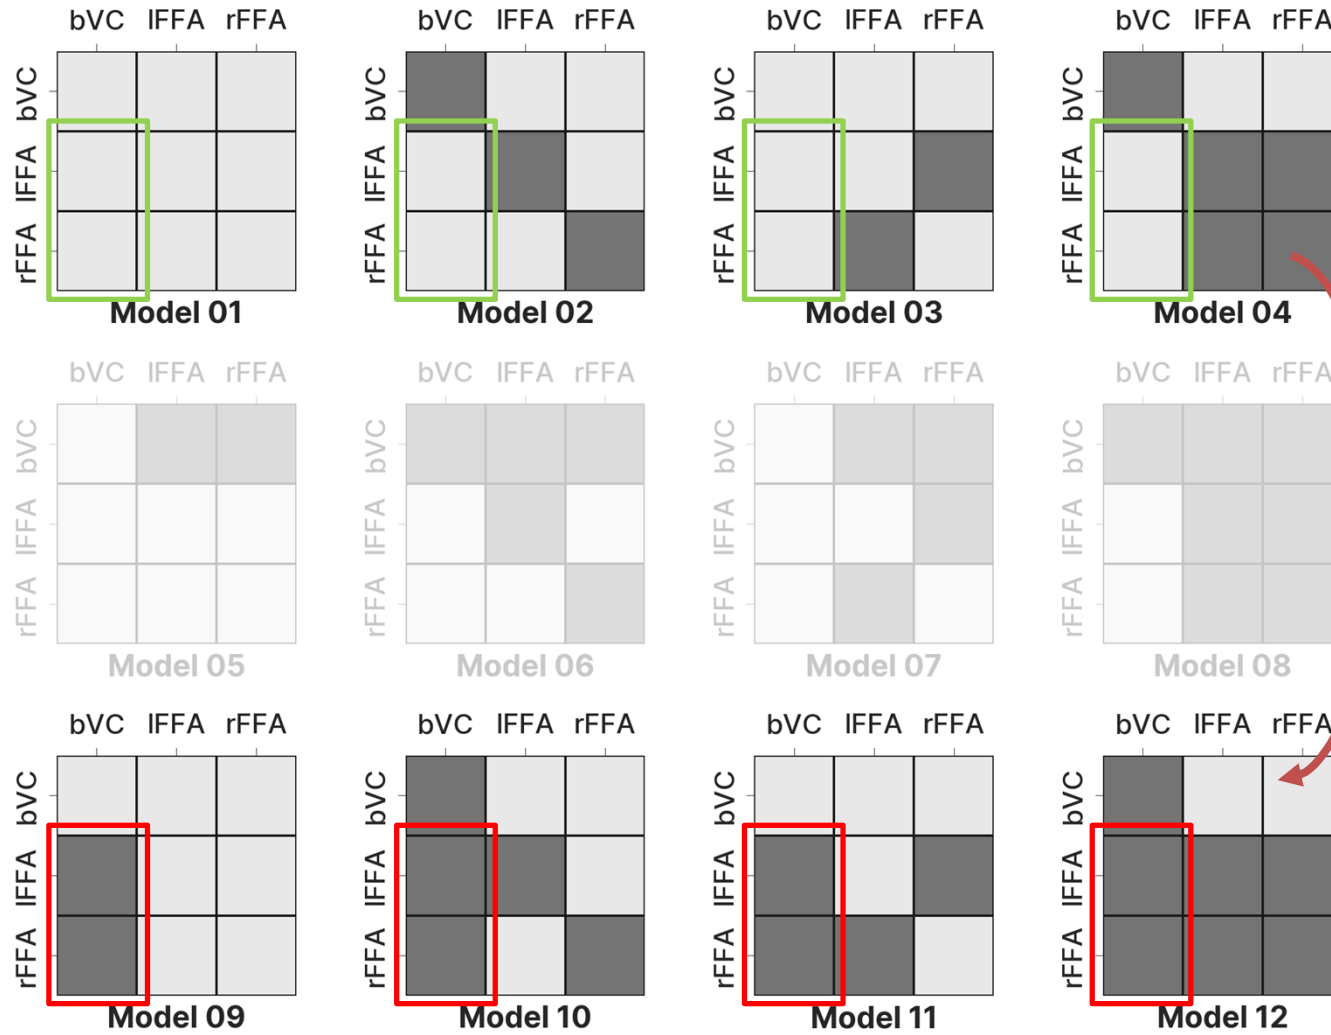 bVC lFFA rFFA bVC lFFA rFFA bVC lFFA rFFA bVC lFFA rFFA
bVC bVC bVC bVC
lFFA lFFA lFFA lFFA
rFFA rFFA rFFA rFFA
Model 01 Model 02 Model 03 Model 04
bVC lFFA rFFA bVC lFFA rFFA bVC lFFA rFFA bVC lFFA rFFA
bVC bVC bVC bVC
lFFA lFFA lFFA lFFA
rFFA rFFA rFFA rFFA
Model 05 Model 06 Model 07 Model 08
bVC lFFA rFFA bVC lFFA rFFA bVC lFFA rFFA bVC lFFA rFFA
bVC bVC bVC bVC
lFFA lFFA lFFA lFFA
rFFA rFFA rFFA rFFA
Model 09 Model 10 Model 11 Model 12